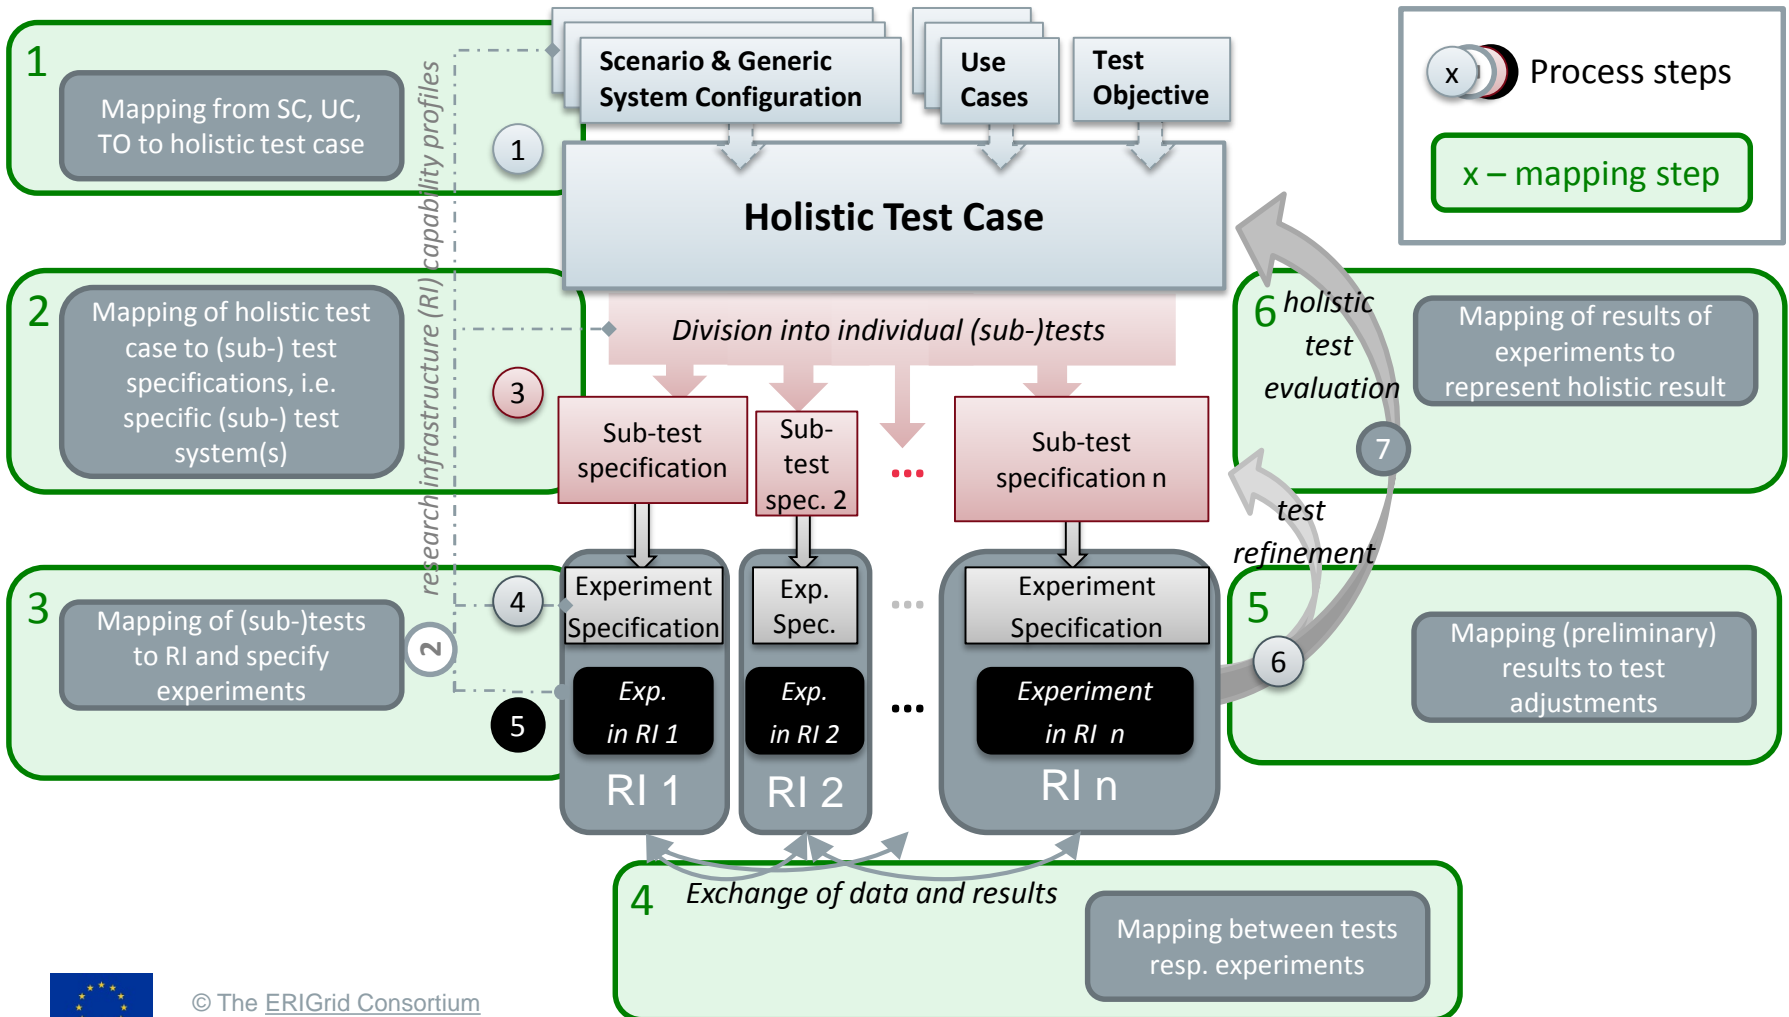 1
Mapping from SC, UC,
TO to holistic test case
1
research infrastructure (RI) capability profiles
Scenario & Generic
System Configuration
Use
Cases
Test
Objective
Holistic Test Case
x
Process steps
x – mapping step
2
Mapping of holistic test
case to (sub-) test
specifications, i.e.
specific (sub-) test
system(s)
3
Division into individual (sub-)tests
Sub-test
specification
Sub-
test
spec. 2
...
Sub-test
specification n
6
holistic
test
evaluation
Mapping of results of
experiments to
represent holistic result
7
test
refinement
3
Mapping of (sub-)tests
to RI and specify
experiments
2
4
5
Experiment
Specification
Exp.
in RI 1
RI 1
Exp.
Spec.
Exp.
in RI 2
RI 2
...
...
Experiment
Specification
Experiment
in RI n
RI n
5
6
Mapping (preliminary)
results to test
adjustments
4
Exchange of data and results
Mapping between tests
resp. experiments
© The ERIGrid Consortium